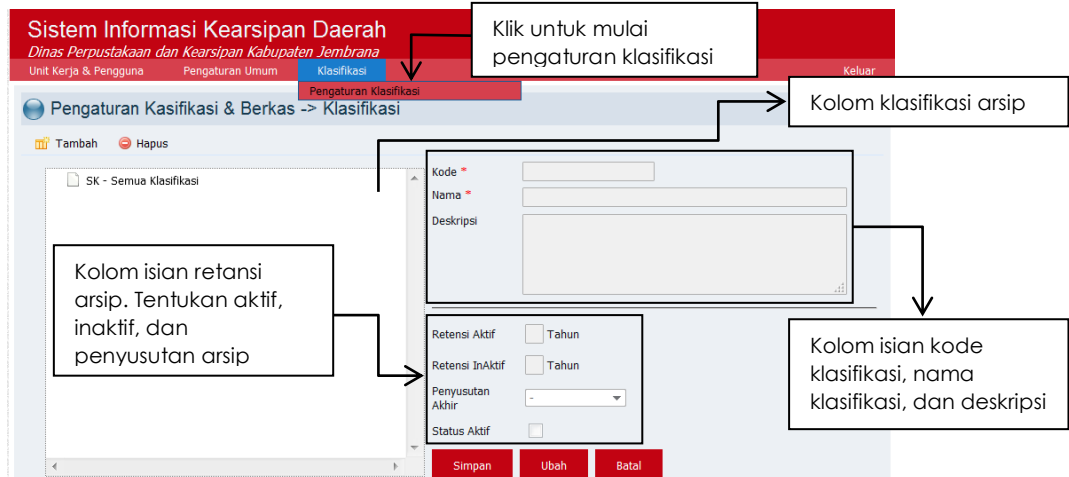 Sistem Informasi Kearsipan Daerah
Dinas Perpustakaan dan Kearsipan Kabupaten Jembrana
Unit Kerja & Pengguna
Pengaturan Umum
Klasifikasi
Keluar
Pengaturan Klasifikasi
Klik untuk mulai
pengaturan klasifikasi
Pengaturan Kasifikasi & Berkas -> Klasifikasi
Kolom klasifikasi arsip
Tambah
Hapus
SK - Semua Klasifikasi
Kode *
Nama *
Deskripsi
Kolom isian retansi
arsip. Tentukan aktif,
inaktif, dan
penyusutan arsip
Retensi Aktif
Tahun
Retensi InAktif
Tahun
Penyusutan
Akhir
-
Status Aktif
Kolom isian kode
klasifikasi, nama
klasifikasi, dan deskripsi
Simpan
Ubah
Batal